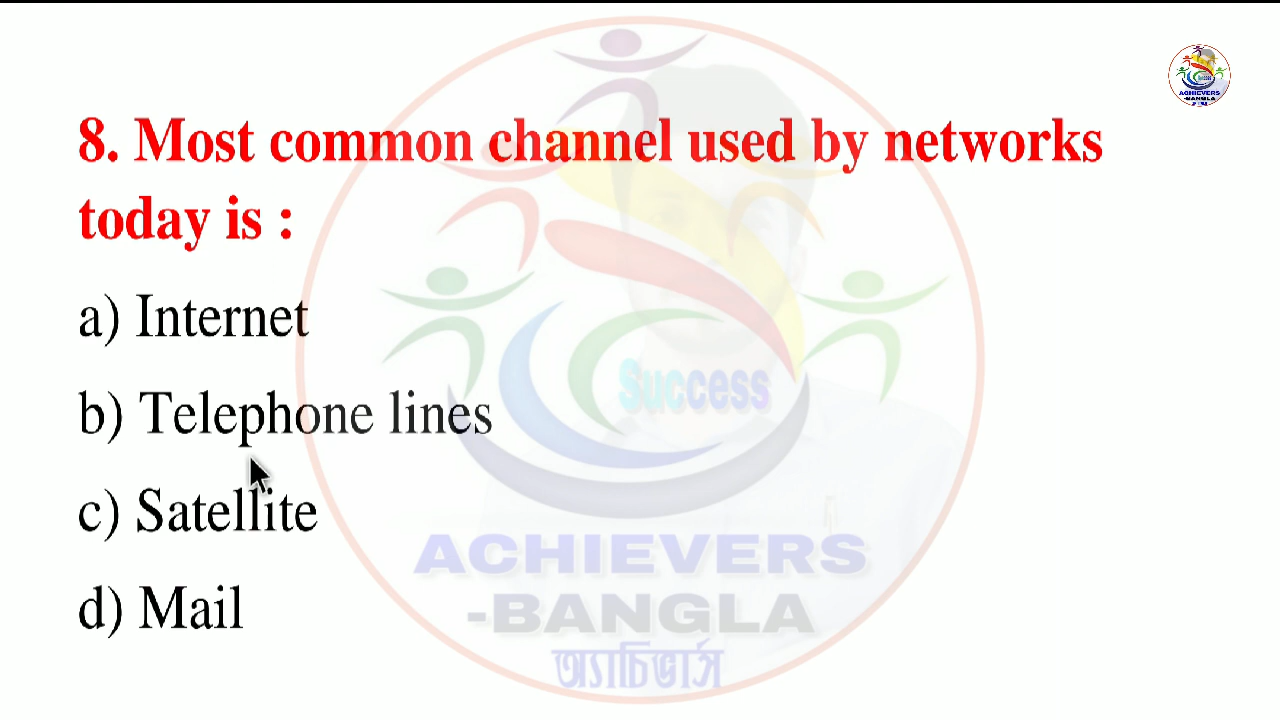 8. Most common channel used by networks
today is :
a) Internet
b) Telephone lines
c) Satellite
d) Mail
Success
ACHIEVERS
-BANGLA
অ্যাচিভার্স
ACHIEVERS
-BANGLA